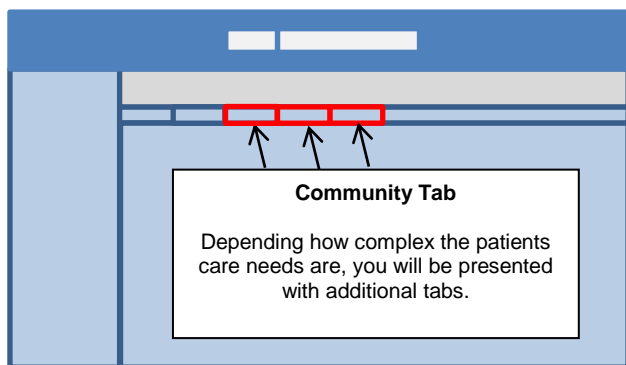 Community Tab
Depending how complex the patients
care needs are, you will be presented
with additional tabs.